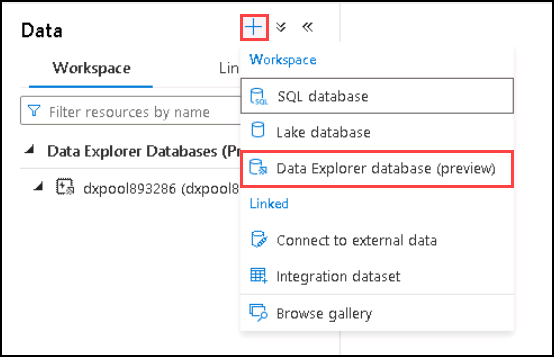 Data
Workspace
Lin
Filter resources by name
Data Explorer Databases (Pr
dxpool893286 (dxpool8
Workspace
SQL database
Lake database
Data Explorer database (preview)
Linked
Connect to external data
Integration dataset
Browse gallery